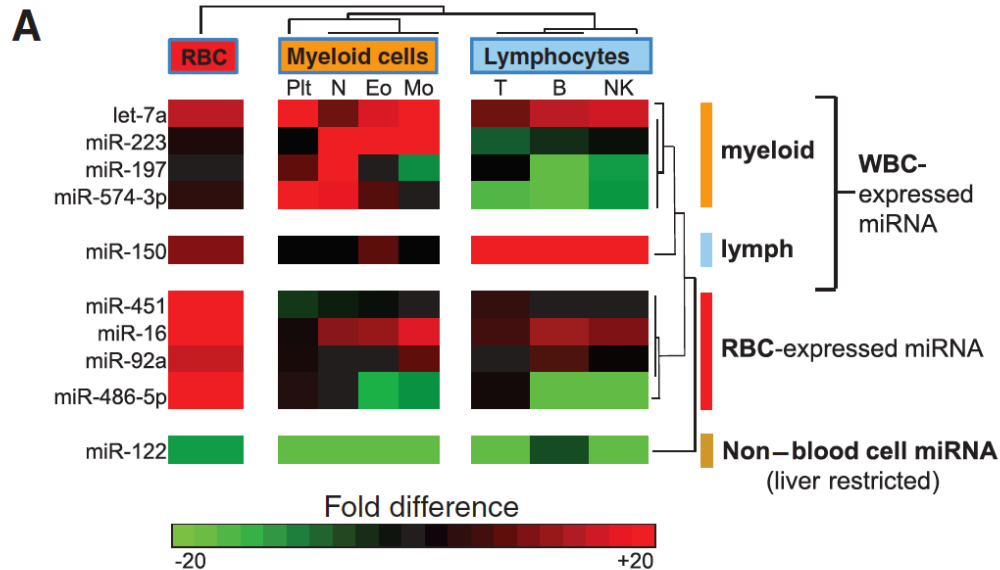 A
RBC
Myeloid cells
Lymphocytes
Plt N Eo Mo
T B NK
let-7a
miR-223
miR-197
miR-574-3p
miR-150
miR-451
miR-16
miR-92a
miR-486-5p
miR-122
myeloid
lymph
WBC-
expressed
miRNA
RBC-expressed miRNA
Non–blood cell miRNA
(liver restricted)
Fold difference
-20 +20